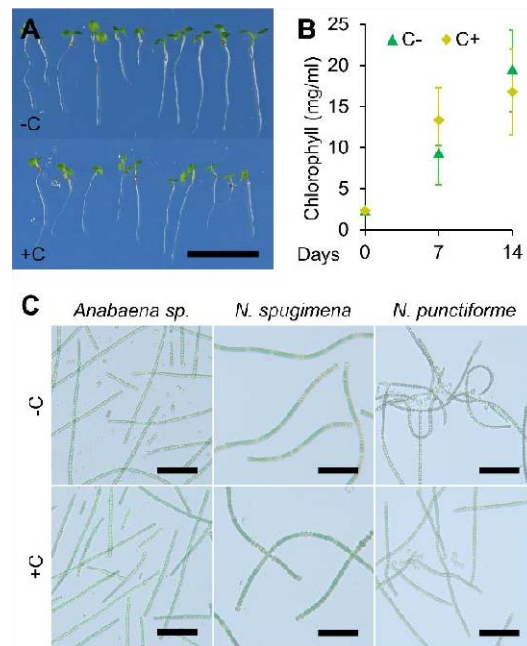 A
-C
+C
B
C- C+
Chlorophyll (mg/ml)
25
20
15
10
5
0
Days 0 7 14
C
Anabaena sp. N. spugimena N. punctiforme
-C
+C